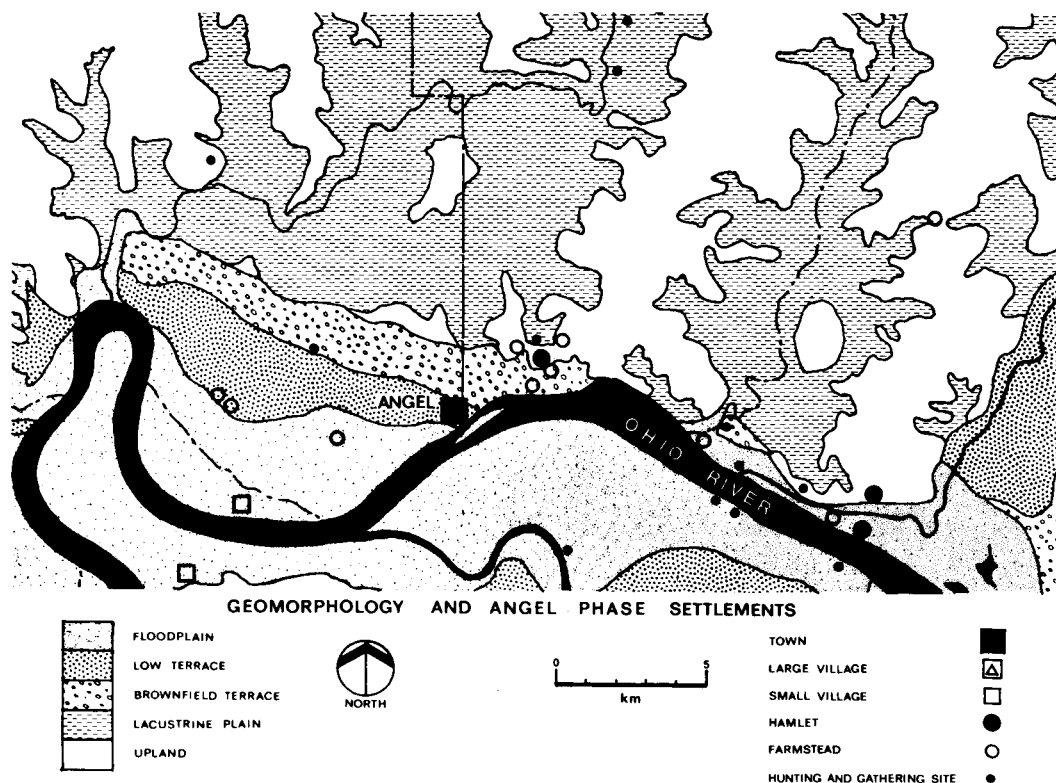 ANGEL
OHIO RIVER
GEOMORPHOLOGY AND ANGEL PHASE SETTLEMENTS
FLOODPLAIN
LOW TERRACE
BROWNFIELD TERRACE
LACUSTRINE PLAIN
UPLAND
NORTH
0 5
km
TOWN
LARGE VILLAGE
SMALL VILLAGE
HAMLET
FARMSTEAD
HUNTING AND GATHERING SITE